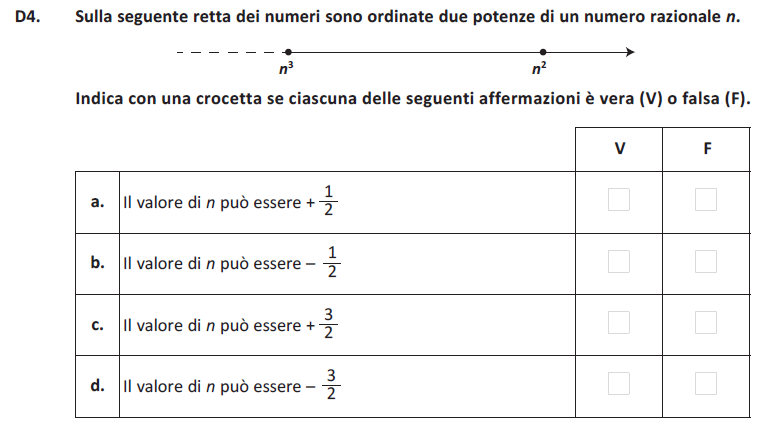 D4. Sulla seguente retta dei numeri sono ordinate due potenze di un numero razionale n.
n³ n²
Indica con una crocetta se ciascuna delle seguenti affermazioni è vera (V) o falsa (F).
V F
a. Il valore di n può essere + 1/2
b. Il valore di n può essere – 1/2
c. Il valore di n può essere + 3/2
d. Il valore di n può essere – 3/2